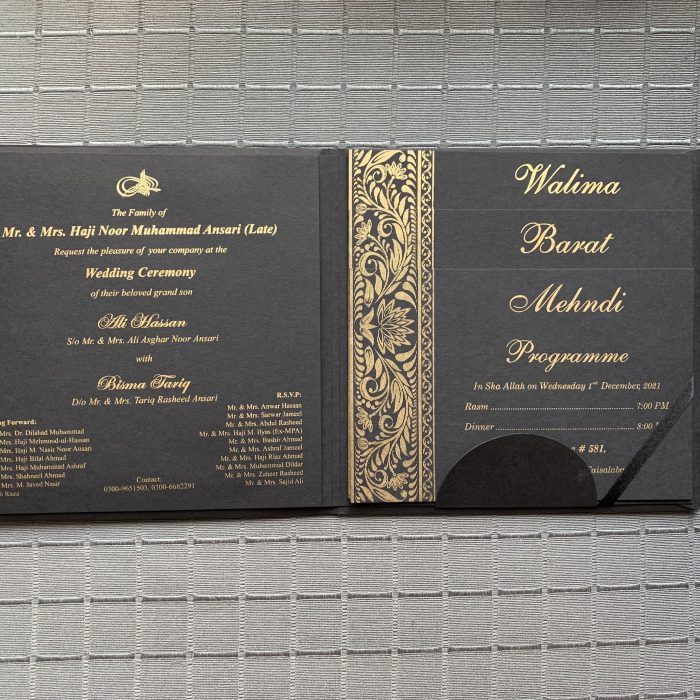 The Family of
Mr. & Mrs. Haji Noor Muhammad Ansari (Late)
Request the pleasure of your company at the
Wedding Ceremony
of their beloved grand son
Ali Hassan
S/o Mr. & Mrs. Ali Asghar Noor Ansari
with
Bisma Tariq
D/o Mr. & Mrs. Tariq Rasheed Ansari
Forward:
Mrs. Dr. Dilshad Muhammad
Mrs. Haji Mehmood-ul-Hassan
Mrs. Haji M. Nasir Noor Ansari
Mrs. Haji Bilal Ahmad
Mrs. Haji Muhammad Ashraf
Mrs. Shahneel Ahmad
Mrs. M. Javed Nasir
Raza
Contact:
0300-9651503, 0300-6682291
R.S.V.P:
Mr. & Mrs. Anwar Hassan
Mr. & Mrs. Sarwar Jameel
Mr. & Mrs. Abdul Rasheed
Mr. & Mrs. Haji M. Ilyas (Ex-MPA)
Mr. & Mrs. Bashir Ahmad
Mr. & Mrs. Ashraf Jameel
Mr. & Mrs. Haji Riaz Ahmad
Mr. & Mrs. Muhammad Dildar
Mr. & Mrs. Zaheer Rasheed
Mr. & Mrs. Sajid Ali
Walima
Barat
Mehndi
Programme
In Sha Allah on Wednesday 1st December, 2021
Rasm ........ 7:00 PM
Dinner ........ 8:00
# 581,